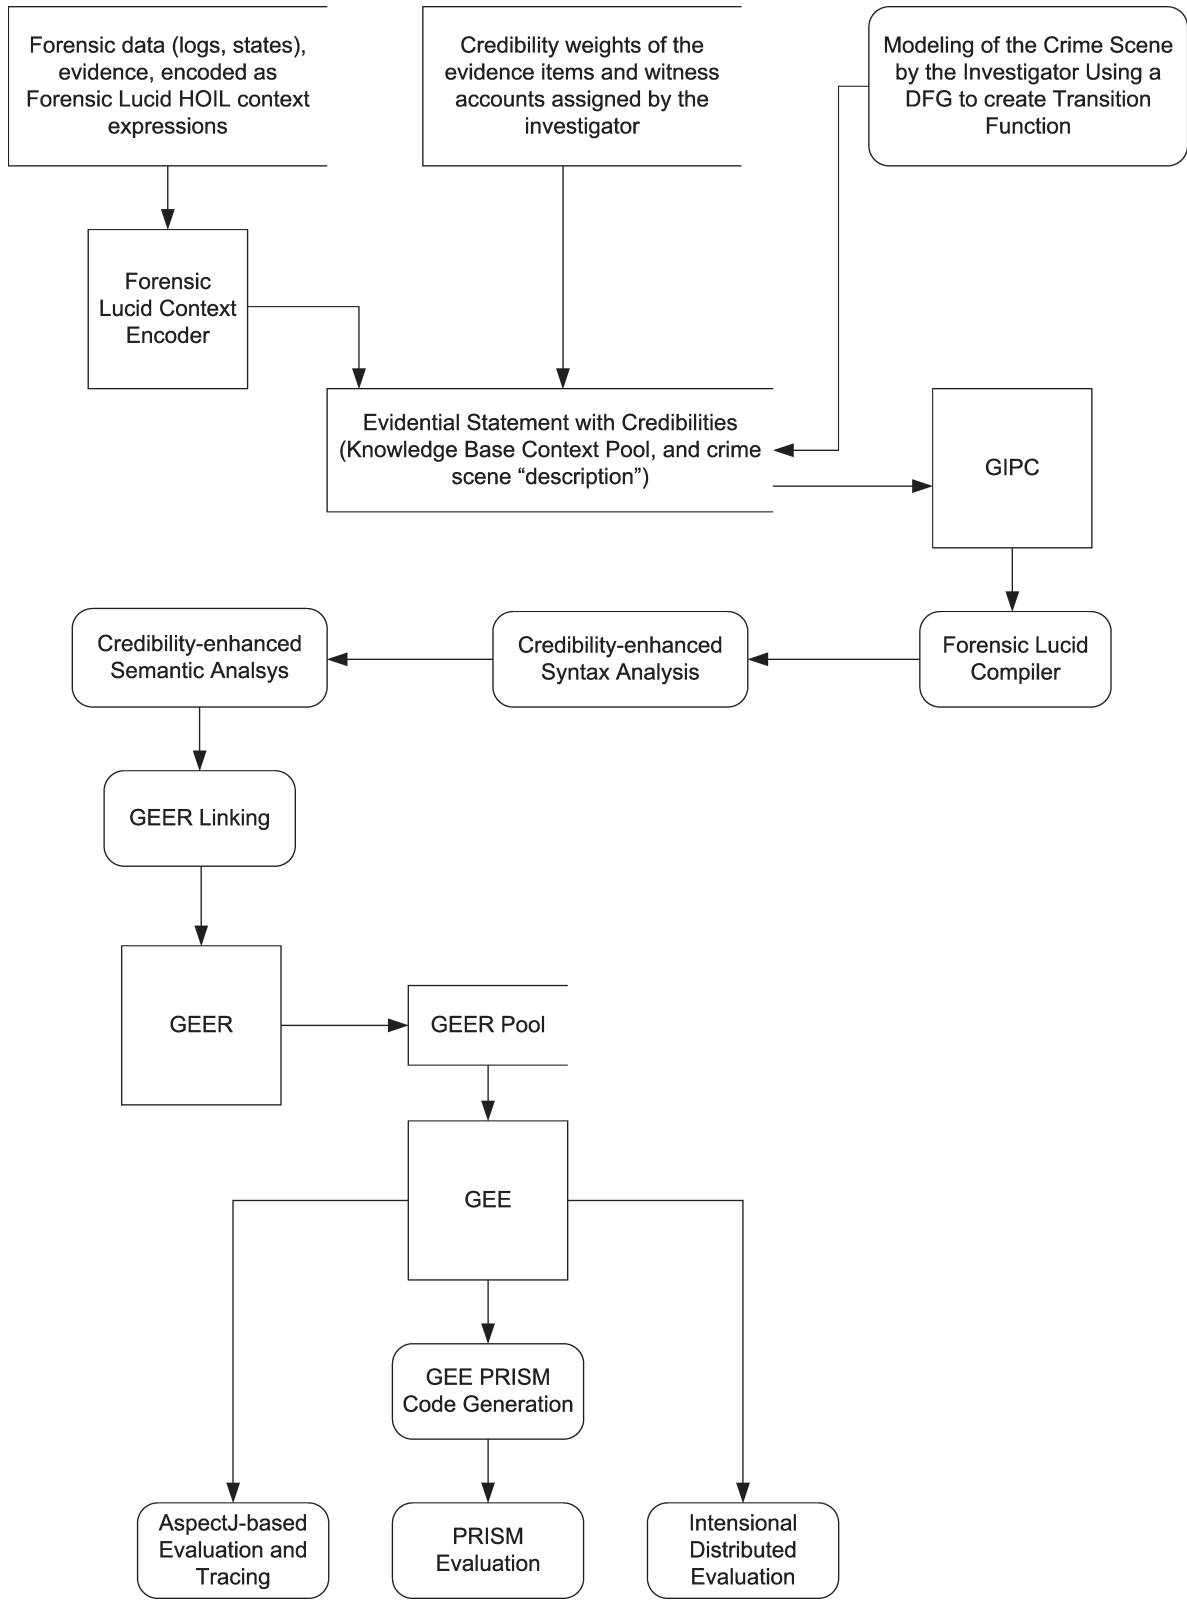 Forensic data (logs, states),
evidence, encoded as
Forensic Lucid HOIL context
expressions
Credibility weights of the
evidence items and witness
accounts assigned by the
investigator
Modeling of the Crime Scene
by the Investigator Using a
DFG to create Transition
Function
Forensic
Lucid Context
Encoder
Evidential Statement with Credibilities
(Knowledge Base Context Pool, and crime
scene “description”)
GIPC
Credibility-enhanced
Semantic Analsys
Credibility-enhanced
Syntax Analysis
Forensic Lucid
Compiler
GEER Linking
GEER
GEER Pool
GEE
GEE PRISM
Code Generation
AspectJ-based
Evaluation and
Tracing
PRISM
Evaluation
Intensional
Distributed
Evaluation